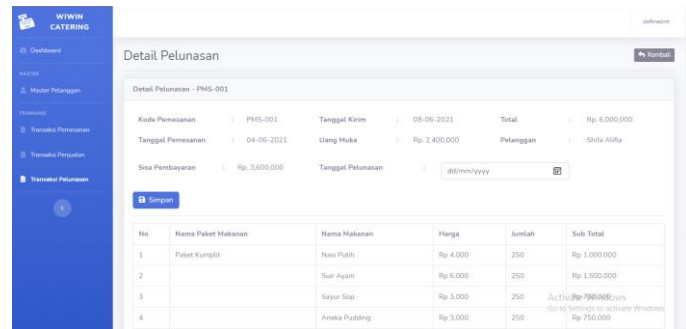 WIWIN
CATERING
Dashboard
MASTER
Master Pelanggan
TRANSAKSI
Transaksi Pemesanan
Transaksi Penjualan
Transaksi Pelunasan
Detail Pelunasan
Kembali
Detail Pelunasan - PMS-001
Kode Pemesanan : PMS-001 Tanggal Kirim : 08-06-2021 Total : Rp. 6,000,000
Tanggal Pemesanan : 04-06-2021 Uang Muka : Rp. 2,400,000 Pelanggan : Shifa Alifia
Sisa Pembayaran : Rp. 3,600,000 Tanggal Pelunasan : dd/mm/yyyy
Simpan
No Nama Paket Makanan Nama Makanan Harga Jumlah Sub Total
1 Paket Kumplit Nasi Putih Rp 4.000 250 Rp 1.000.000
2 Suir Ayam Rp 6.000 250 Rp 1.500.000
3 Sayur Sop Rp 3.000 250 Rp 750.000
Activate Windows
Go to Settings to activate Windows.
4 Aneka Pudding Rp 3.000 250 Rp 750.000